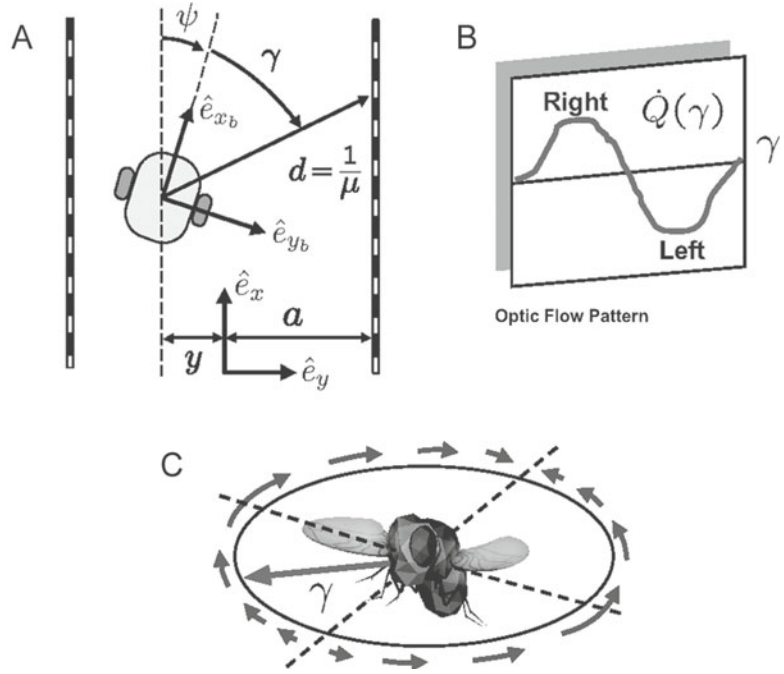 A
ψ
γ
ê_{x_b}
d = 1/μ
ê_{y_b}
ê_x
a
y
ê_y
B
Right
Q̇(γ)
γ
Left
Optic Flow Pattern
C
γ